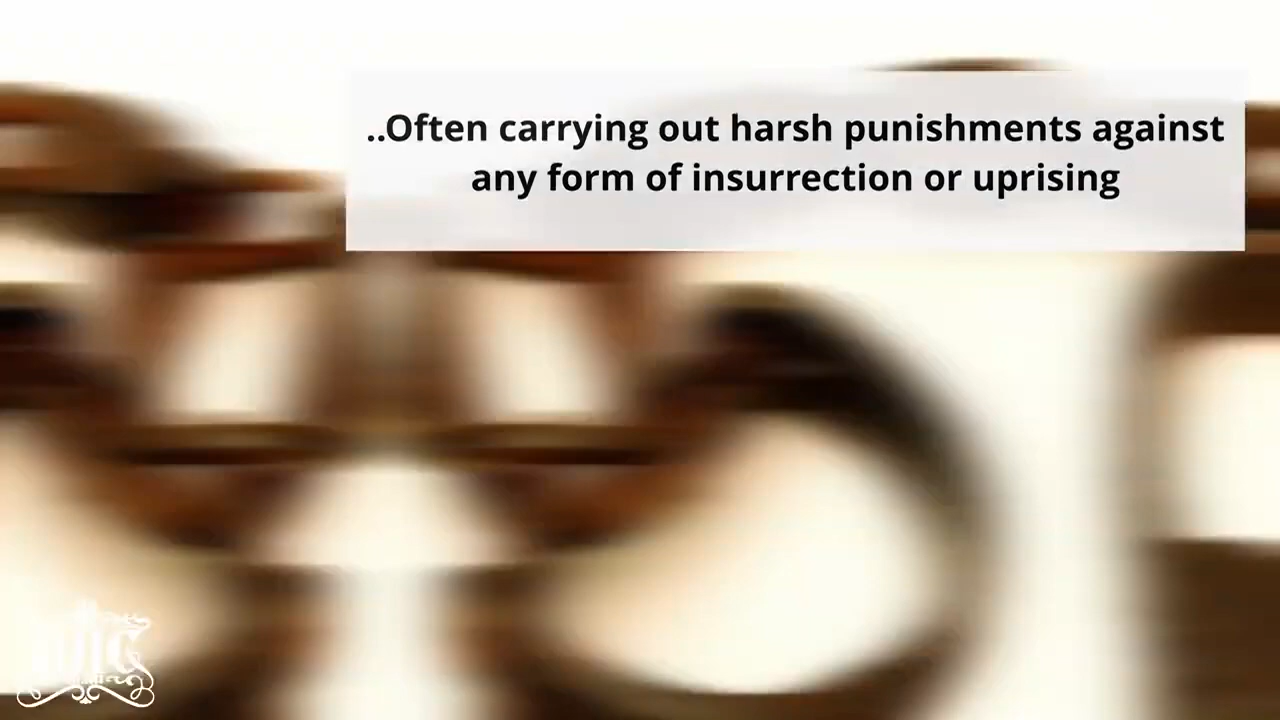 ..Often carrying out harsh punishments against
any form of insurrection or uprising